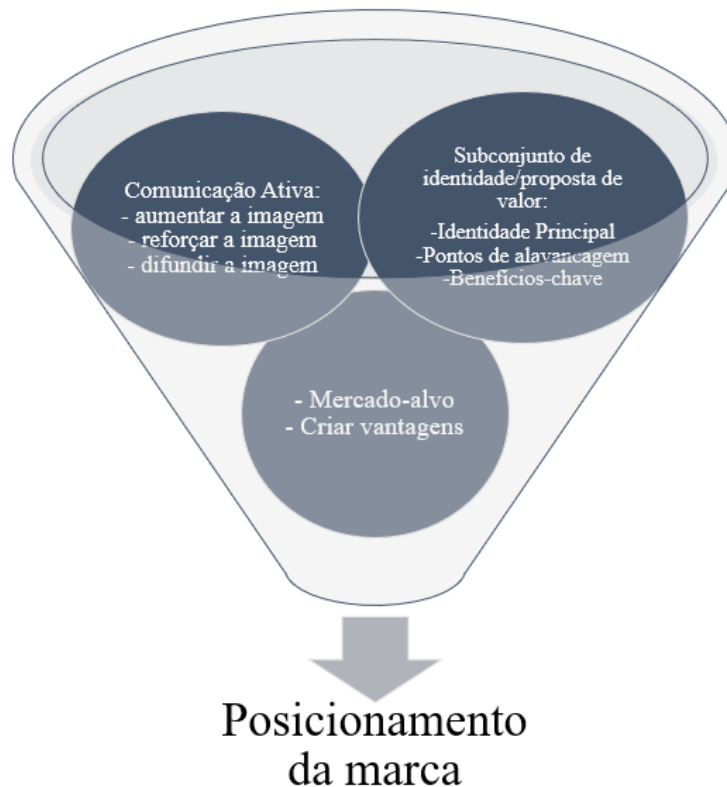 Comunicação Ativa:
- aumentar a imagem
- reforçar a imagem
- difundir a imagem
Subconjunto de
identidade/proposta de
valor:
-Identidade Principal
-Pontos de alavancagem
-Benefícios-chave
- Mercado-alvo
- Criar vantagens
Posicionamento
da marca